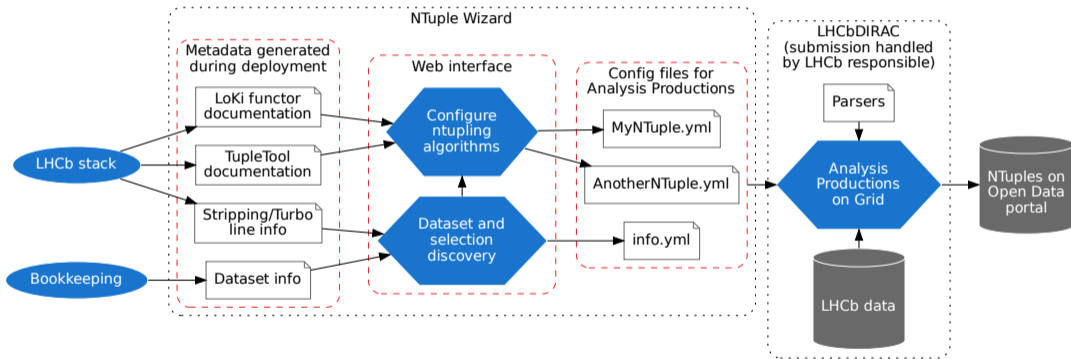 NTuple Wizard
Metadata generated
during deployment
LoKi functor
documentation
TupleTool
documentation
Stripping/Turbo
line info
Dataset info
LHCb stack
Bookkeeping
Web interface
Configure
ntupling
algorithms
Dataset and
selection
discovery
Config files for
Analysis Productions
MyNTuple.yml
AnotherNTuple.yml
info.yml
LHCbDIRAC
(submission handled
by LHCb responsible)
Parsers
Analysis
Productions
on Grid
LHCb data
NTuples on
Open Data
portal